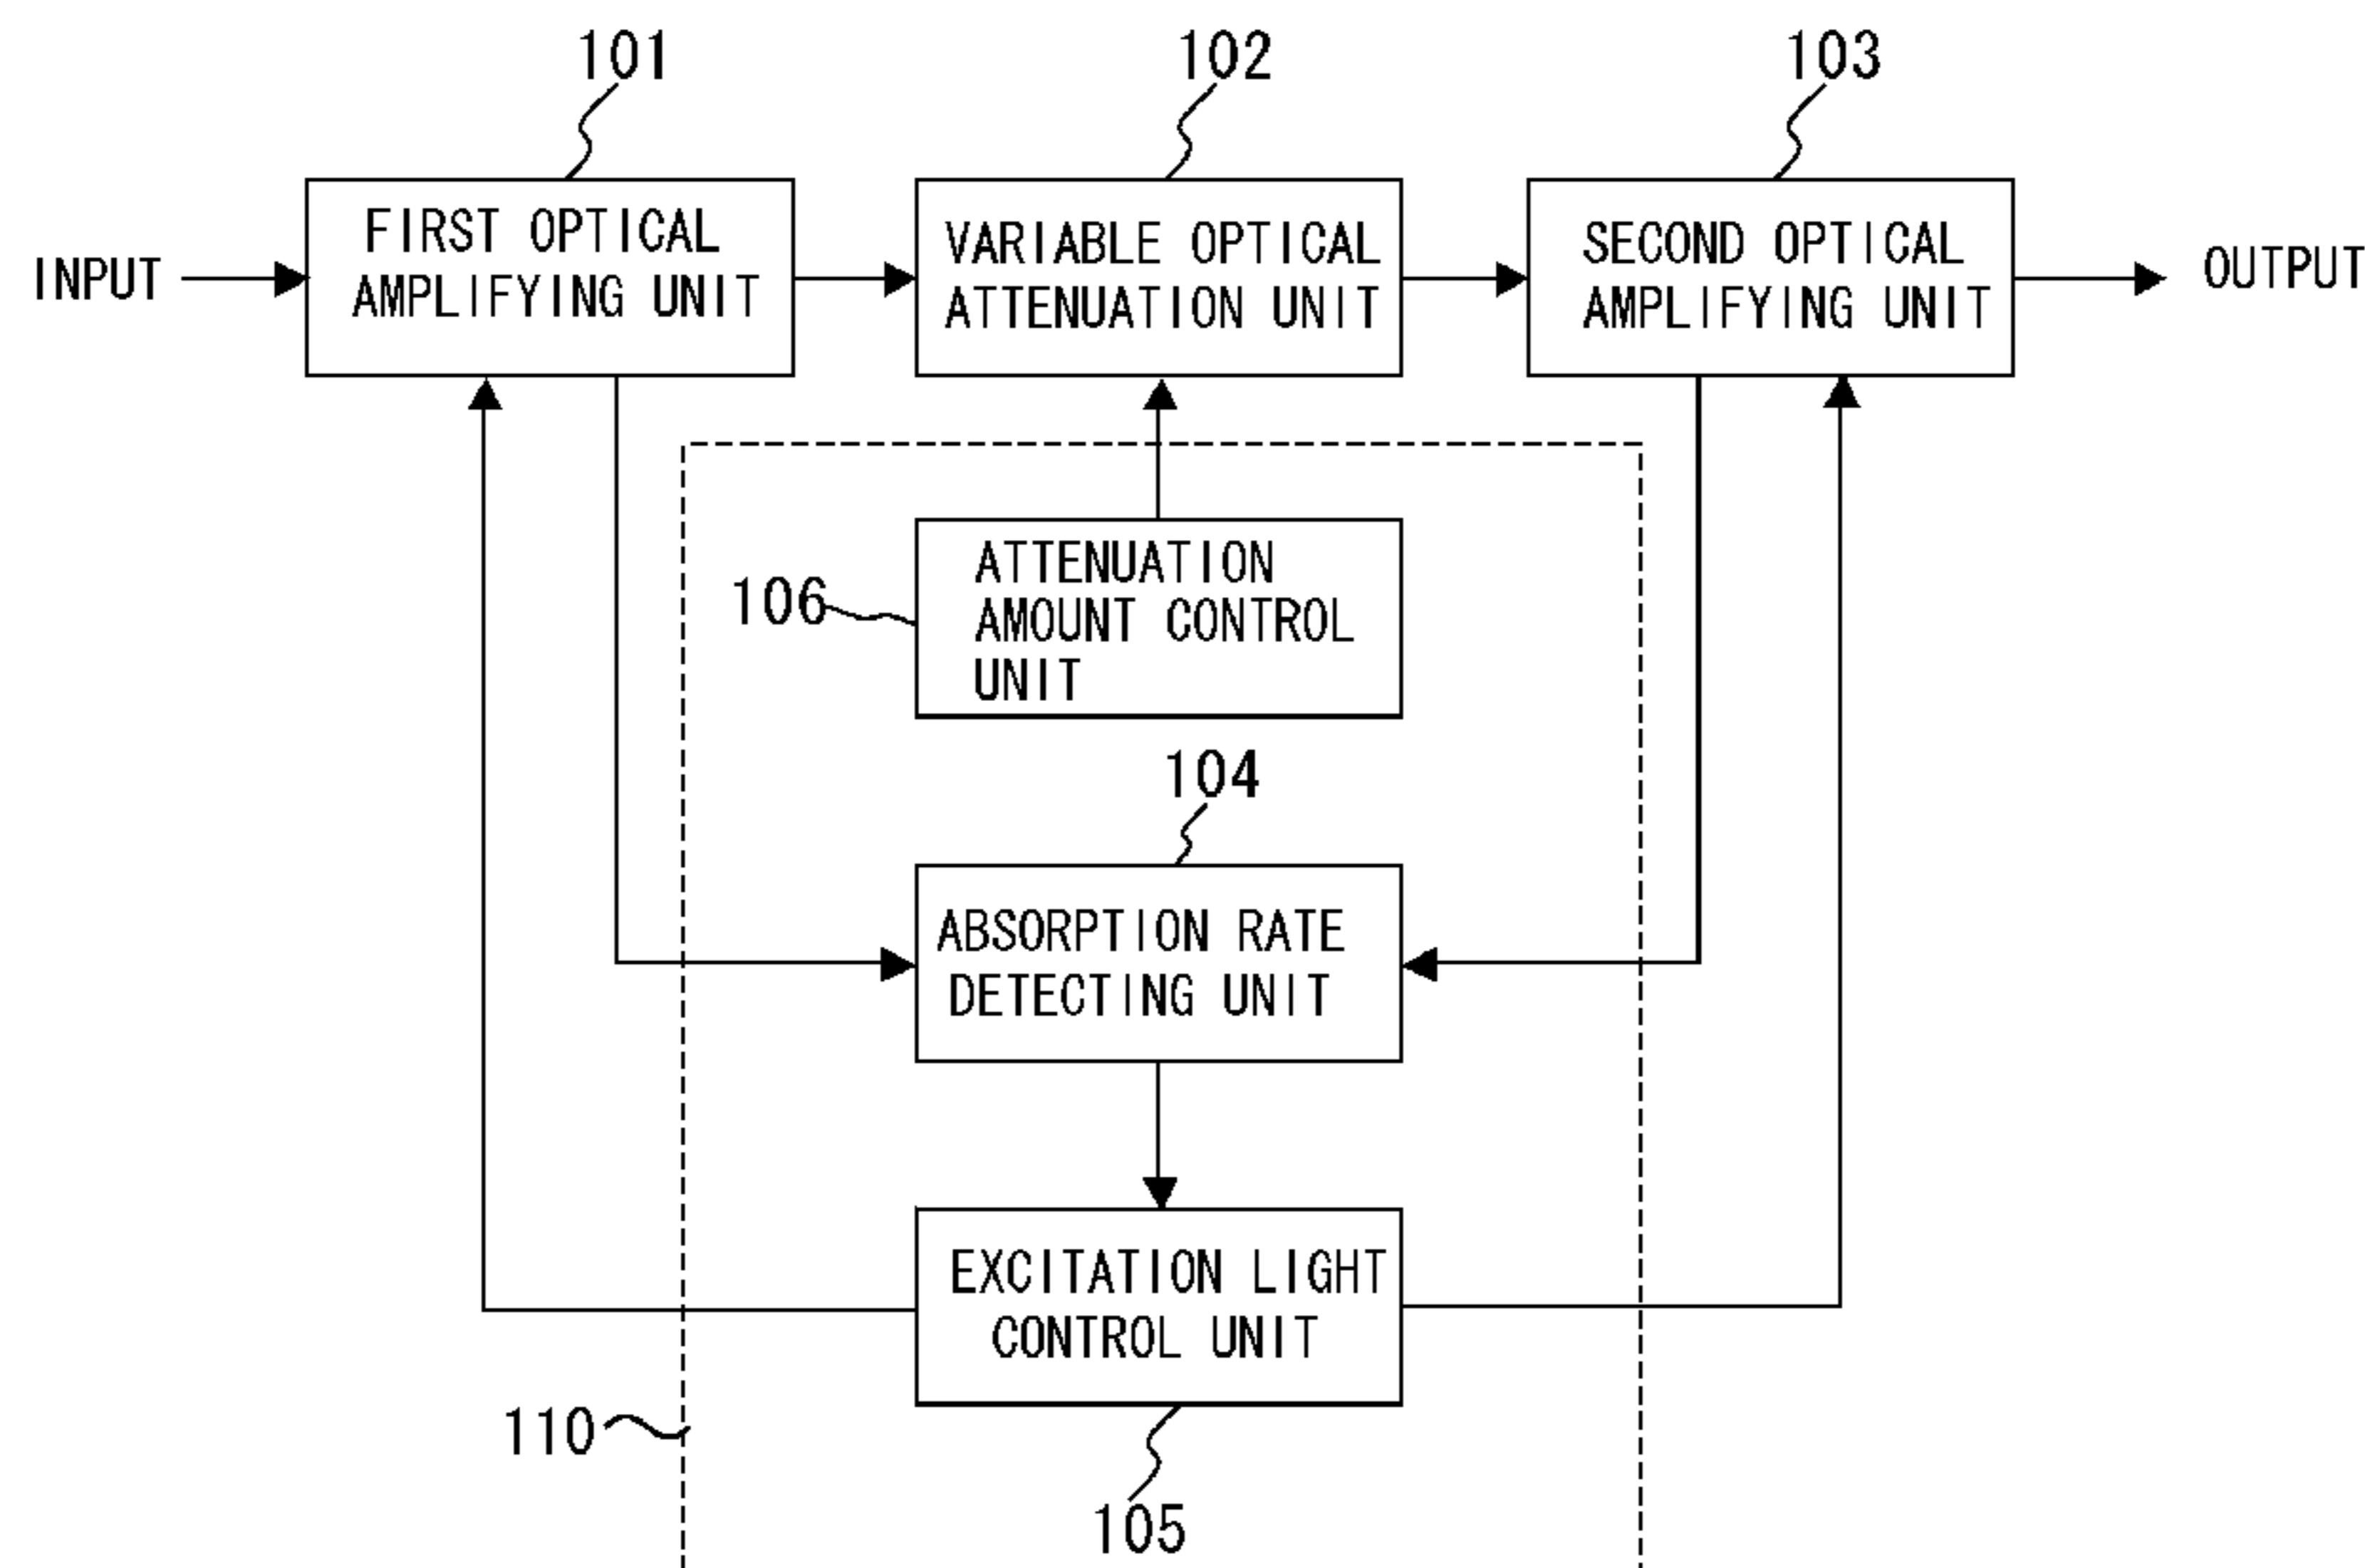 101
102
103
INPUT
FIRST OPTICAL
AMPLIFYING UNIT
VARIABLE OPTICAL
ATTENUATION UNIT
SECOND OPTICAL
AMPLIFYING UNIT
OUTPUT
106
ATTENUATION
AMOUNT CONTROL
UNIT
104
ABSORPTION RATE
DETECTING UNIT
EXCITATION LIGHT
CONTROL UNIT
110
105